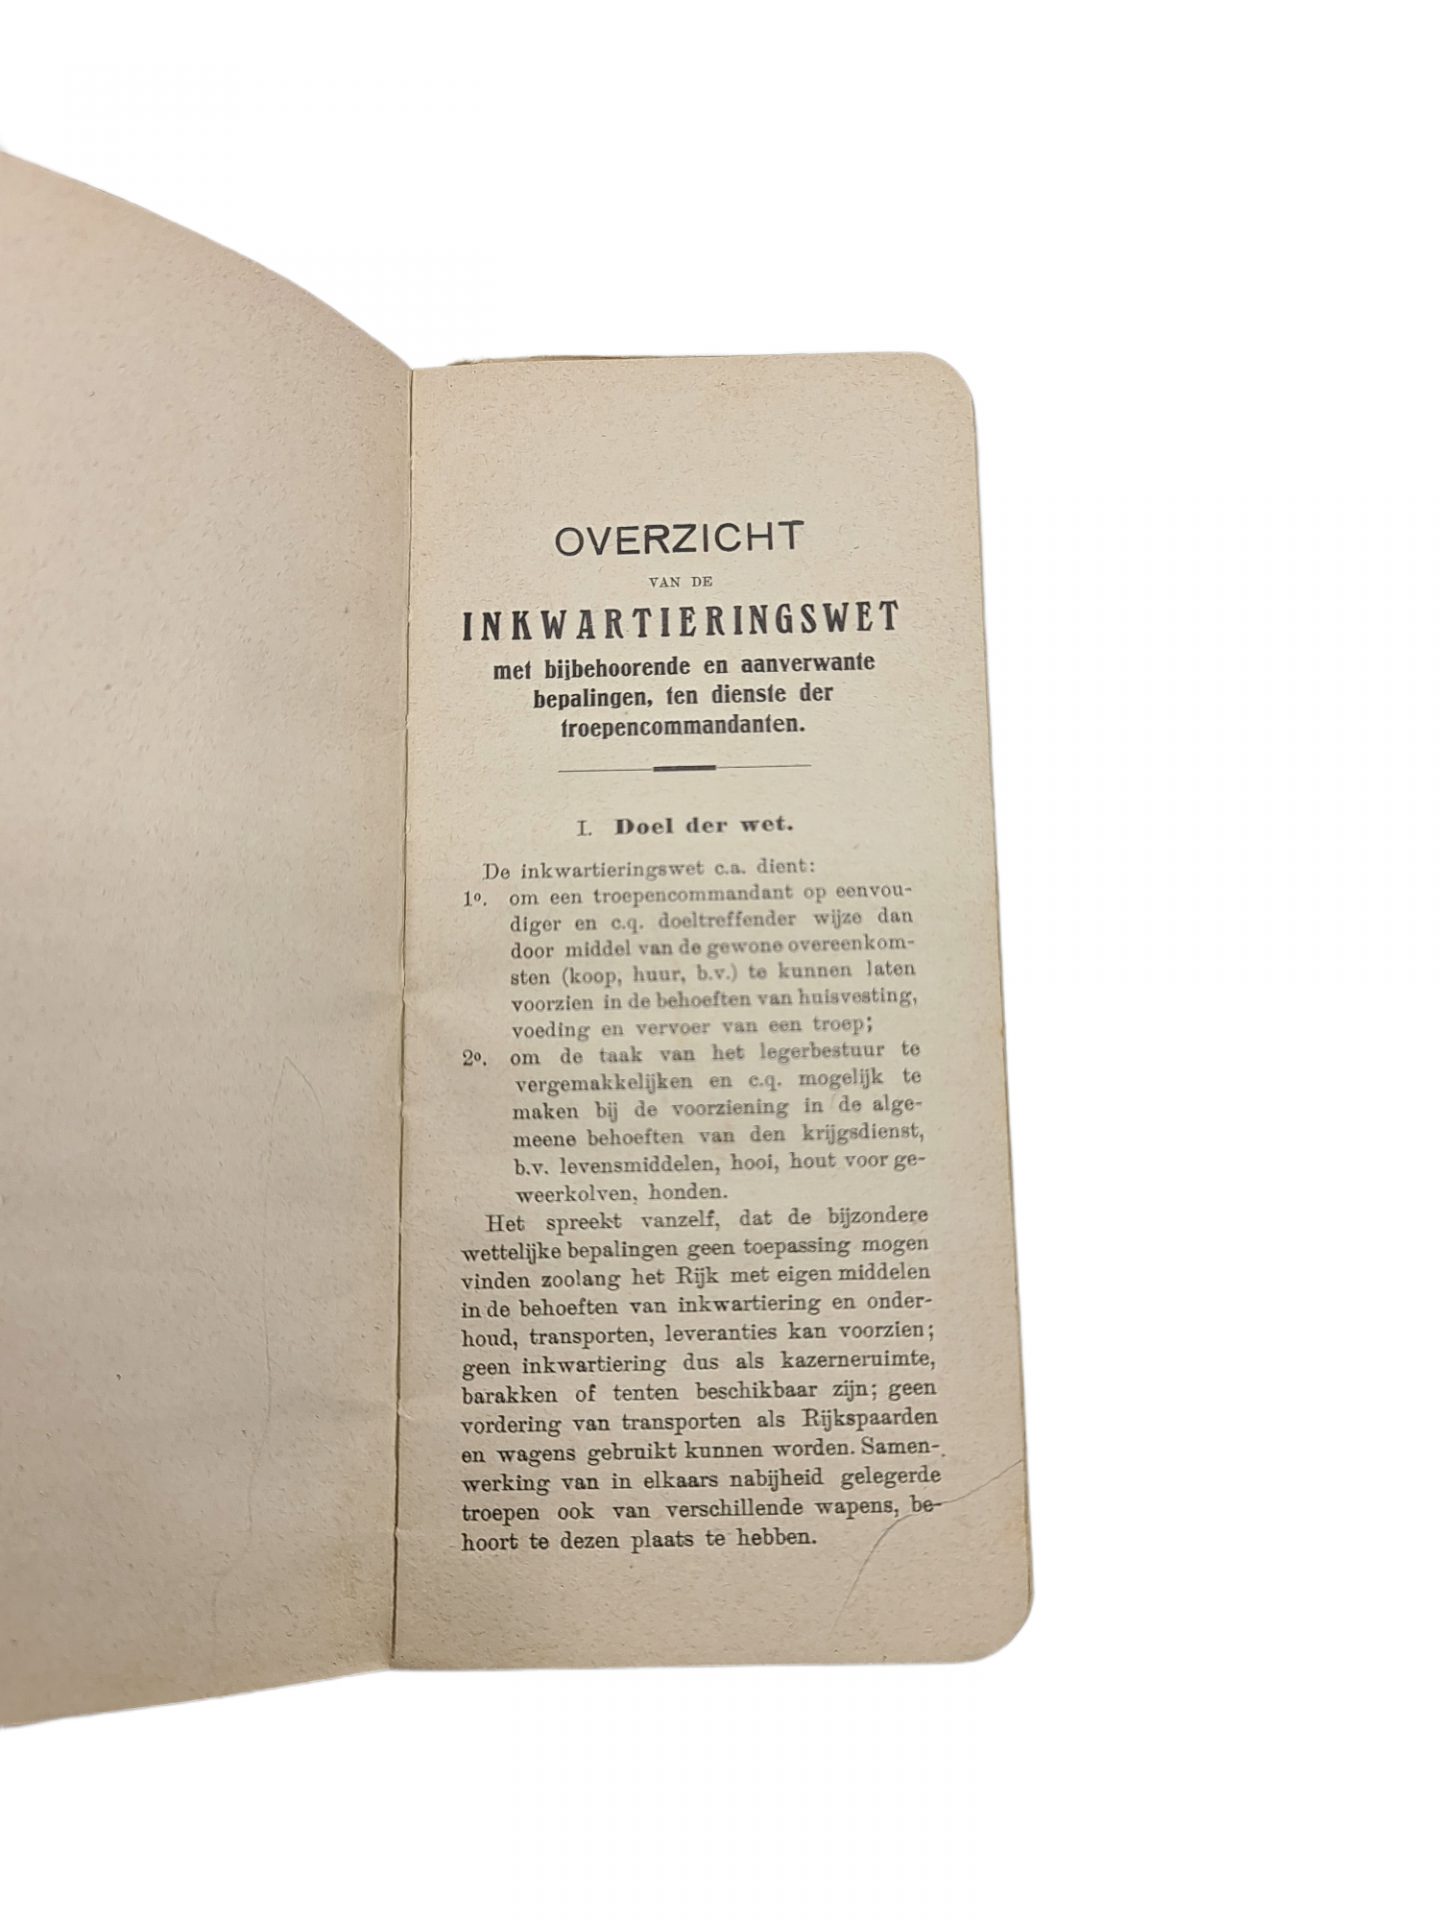 OVERZICHT
VAN DE
INKWARTIERINGSWET
met bijbehoorende en aanverwante
bepalingen, ten dienste der
troepencommandanten.
I. Doel der wet.
De inkwartieringswet c.a. dient:
1o. om een troepencommandant op eenvou-
diger en c.q. doeltreffender wijze dan
door middel van de gewone overeenkom-
sten (koop, huur, b.v.) te kunnen laten
voorzien in de behoeften van huisvesting,
voeding en vervoer van een troep;
2o. om de taak van het legerbestuur te
vergemakkelijken en c.q. mogelijk te
maken bij de voorziening in de alge-
meene behoeften van den krijgsdienst,
b.v. levensmiddelen, hooi, hout voor ge-
weerkolven, honden.
Het spreekt vanzelf, dat de bijzondere
wettelijke bepalingen geen toepassing mogen
vinden zoolang het Rijk met eigen middelen
in de behoeften van inkwartiering en onder-
houd, transporten, leveranties kan voorzien;
geen inkwartiering dus als kazerneruimte,
barakken of tenten beschikbaar zijn; geen
vordering van transporten als Rijkspaarden
en wagens gebruikt kunnen worden. Samen-
werking van in elkaars nabijheid gelegerde
troepen ook van verschillende wapens, be-
hoort te dezen plaats te hebben.